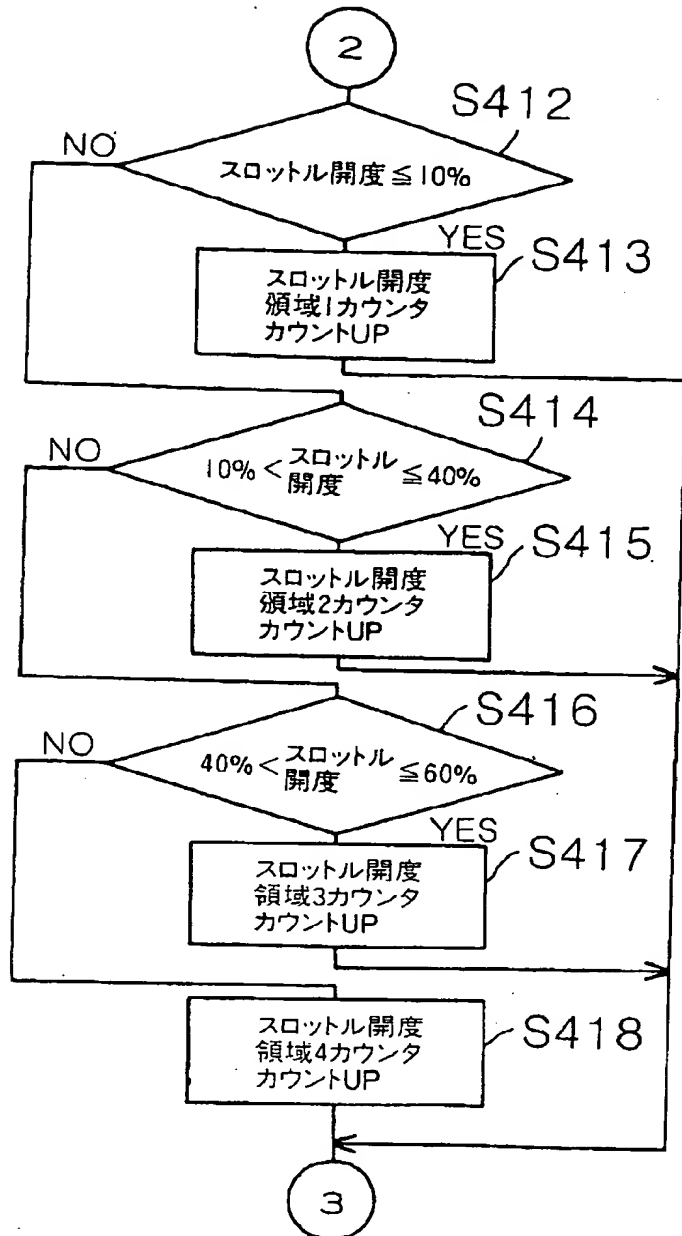 2
S412
NO
スロットル開度≦10%
YES
S413
スロットル開度
領域1カウンタ
カウントUP
S414
NO
10%<スロットル開度≦40%
YES
S415
スロットル開度
領域2カウンタ
カウントUP
S416
NO
40%<スロットル開度≦60%
YES
S417
スロットル開度
領域3カウンタ
カウントUP
S418
スロットル開度
領域4カウンタ
カウントUP
3